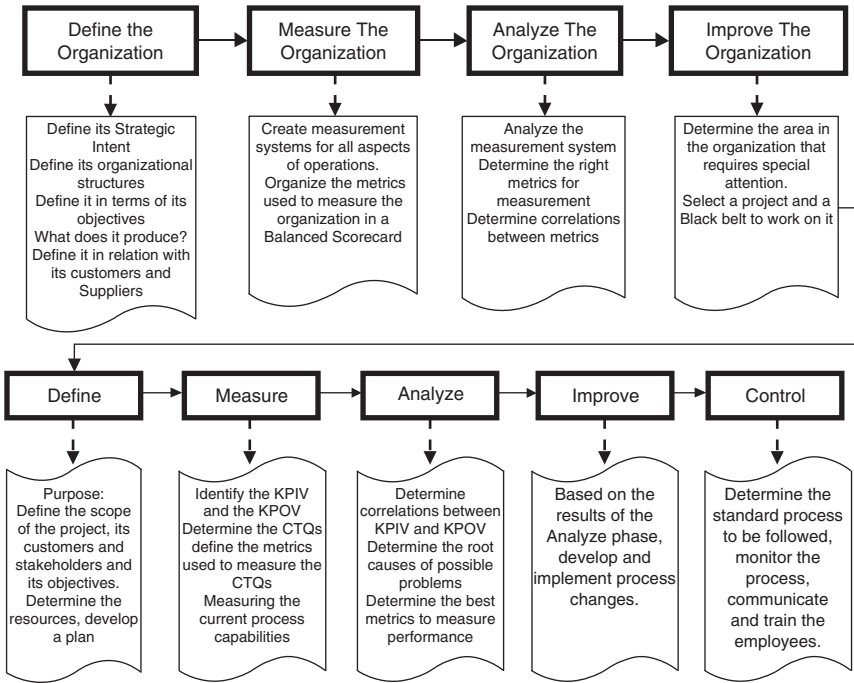 Define the
Organization
Measure The
Organization
Analyze The
Organization
Improve The
Organization
Define its Strategic
Intent
Define its organizational
structures
Define it in terms of its
objectives
What does it produce?
Define it in relation with
its customers and
Suppliers
Create measurement
systems for all aspects
of operations.
Organize the metrics
used to measure the
organization in a
Balanced Scorecard
Analyze the
measurement system
Determine the right
metrics for
measurement
Determine correlations
between metrics
Determine the area in
the organization that
requires special
attention.
Select a project and a
Black belt to work on it
Define
Measure
Analyze
Improve
Control
Purpose:
Define the scope
of the project, its
customers and
stakeholders and
its objectives.
Determine the
resources, develop
a plan
Identify the KPIV
and the KPOV
Determine the CTQs
define the metrics
used to measure the
CTQs
Measuring the
current process
capabilities
Determine
correlations between
KPIV and KPOV
Determine the root
causes of possible
problems
Determine the best
metrics to measure
performance
Based on the
results of the
Analyze phase,
develop and
implement process
changes.
Determine the
standard process
to be followed,
monitor the
process,
communicate
and train the
employees.